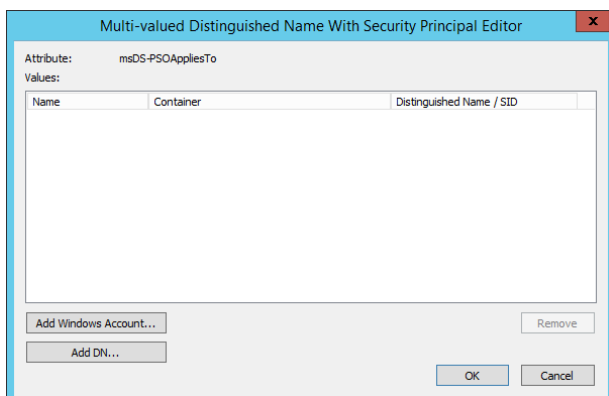 Multi-valued Distinguished Name With Security Principal Editor
x
Attribute: msDS-PSOAppliesTo
Values:
Name Container Distinguished Name / SID
Add Windows Account... Remove
Add DN...
OK Cancel